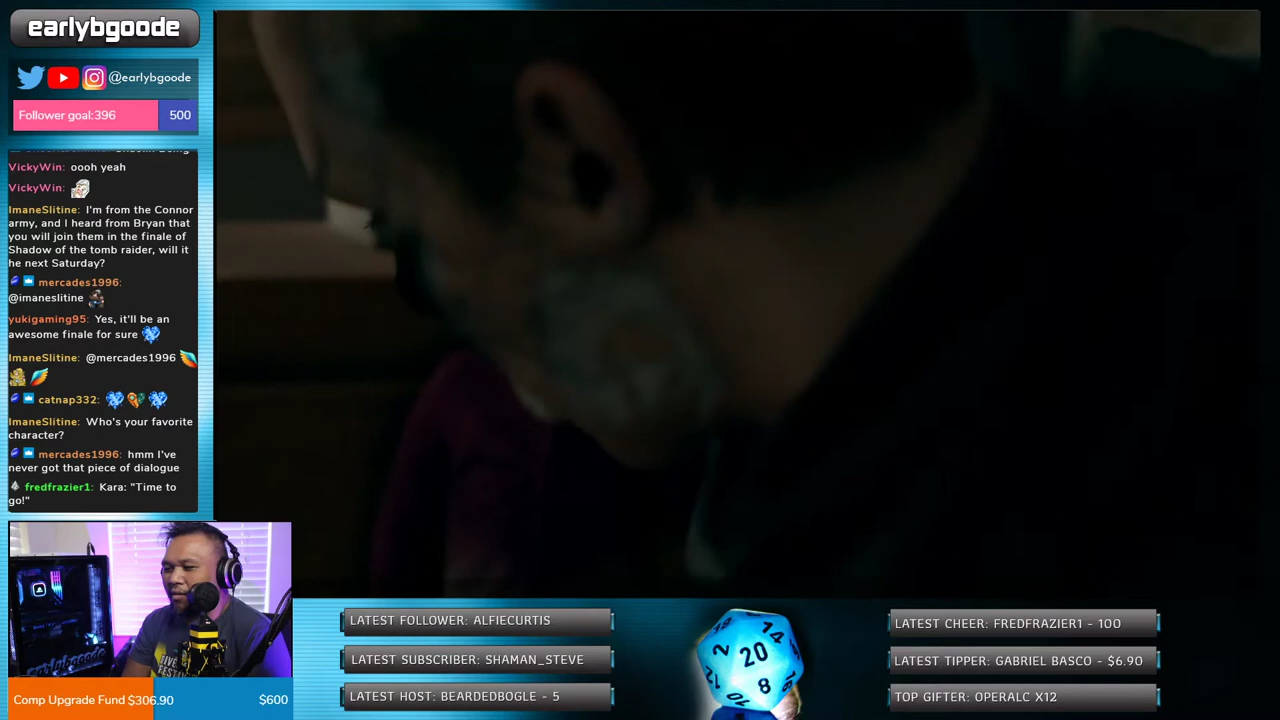 earlybgoode
@earlybgoode
Follower goal:396
500
VickyWin: oooh yeah
VickyWin:
ImaneSlitine: I'm from the Connor
army, and I heard from Bryan that
you will join them in the finale of
Shadow of the tomb raider, will it
he next Saturday?
mercades1996:
@imaneslitine
yukigaming95: Yes, it'll be an
awesome finale for sure
ImaneSlitine: @mercades1996
catnap332:
ImaneSlitine: Who's your favorite
character?
mercades1996: hmm I've
never got that piece of dialogue
fredfrazier1: Kara: "Time to
go!"
earlybgoode
Comp Upgrade Fund $306.90
$600
LATEST FOLLOWER: ALFIECURTIS
LATEST SUBSCRIBER: SHAMAN_STEVE
LATEST HOST: BEARDEDBOGLE - 5
2
14
20
8
LATEST CHEER: FREDFRAZIER1 - 100
LATEST TIPPER: GABRIEL BASCO - $6.90
TOP GIFTER: OPERALC X12